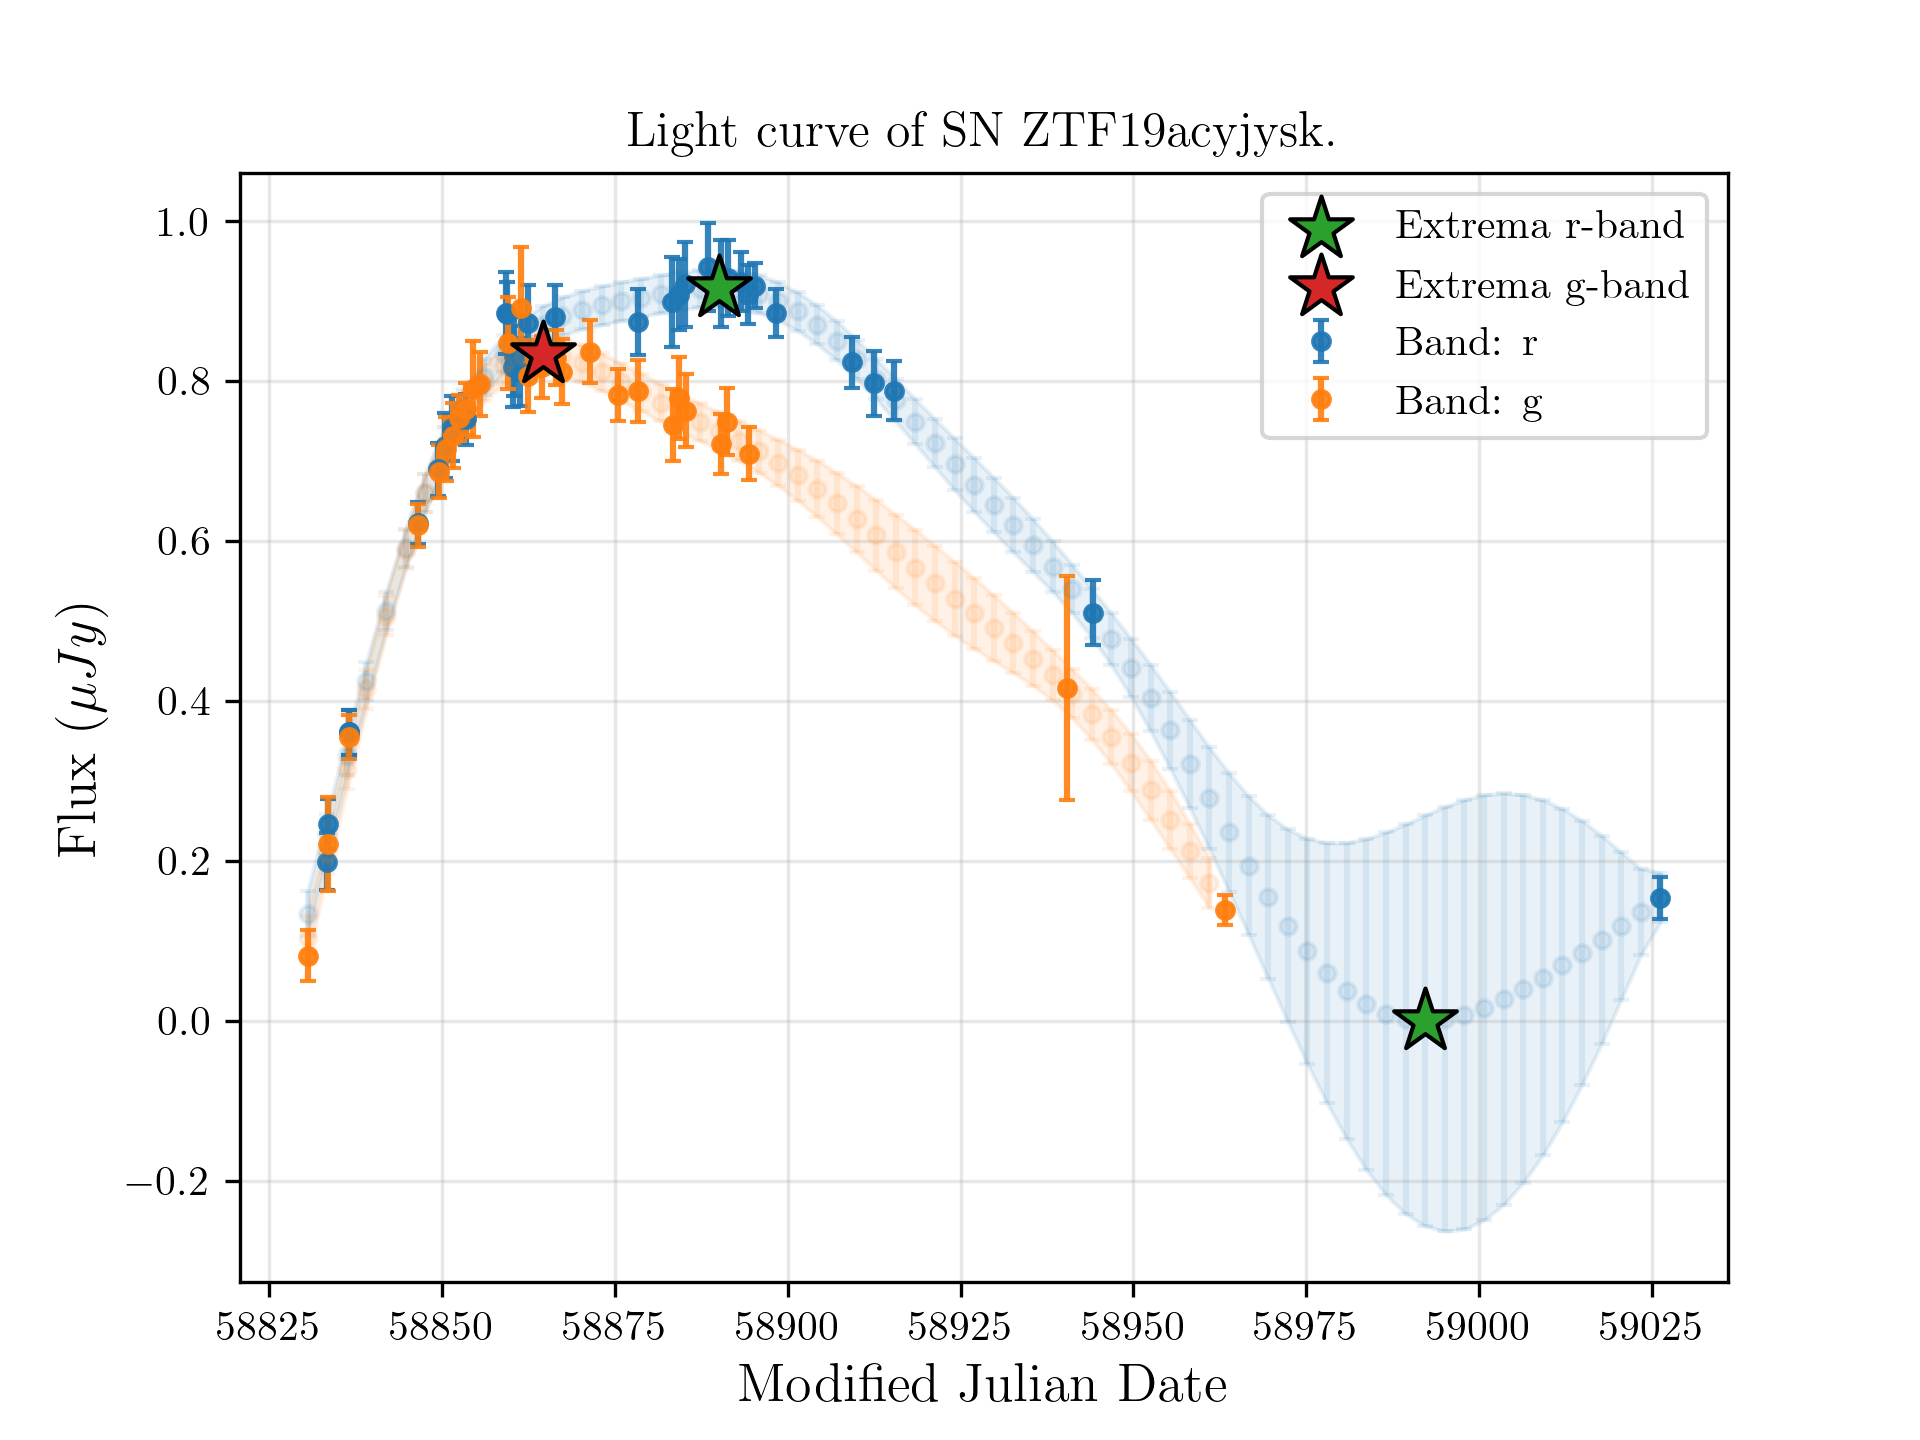 Light curve of SN ZTF19acyjysk.
Extrema r-band
Extrema g-band
Band: r
Band: g
1.0
0.8
0.6
0.4
0.2
0.0
−0.2
Flux (μJy)
58825 58850 58875 58900 58925 58950 58975 59000 59025
Modified Julian Date